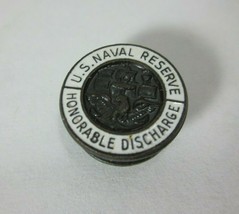 U.S. NAVAL RESERVE
HONORABLE DISCHARGE